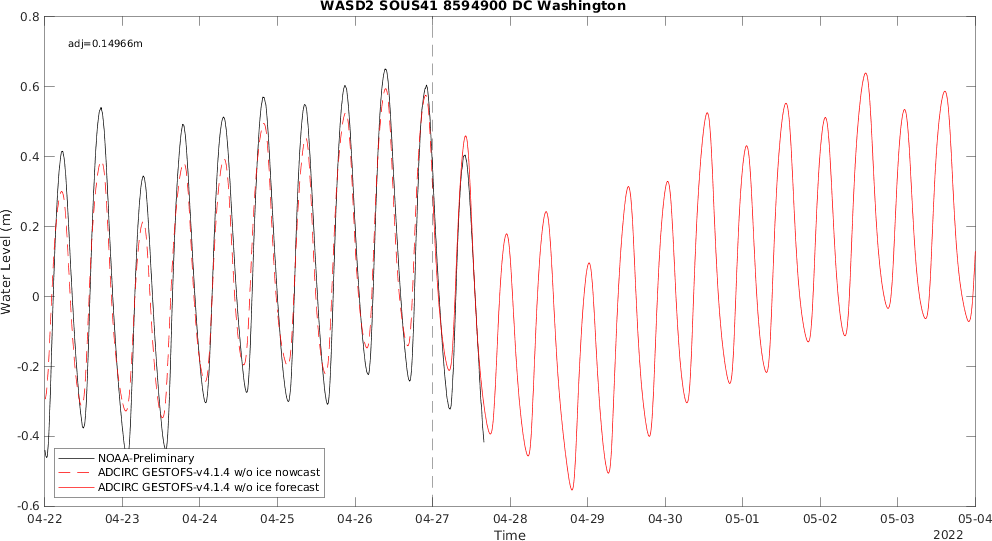 WASD2 SOUS41 8594900 DC Washington
adj=0.14966m
0.8
0.6
0.4
0.2
0
-0.2
-0.4
-0.6
Water Level (m)
NOAA-Preliminary
ADCIRC GESTOFS-v4.1.4 w/o ice nowcast
ADCIRC GESTOFS-v4.1.4 w/o ice forecast
04-22 04-23 04-24 04-25 04-26 04-27 04-28 04-29 04-30 05-01 05-02 05-03 05-04
Time
2022